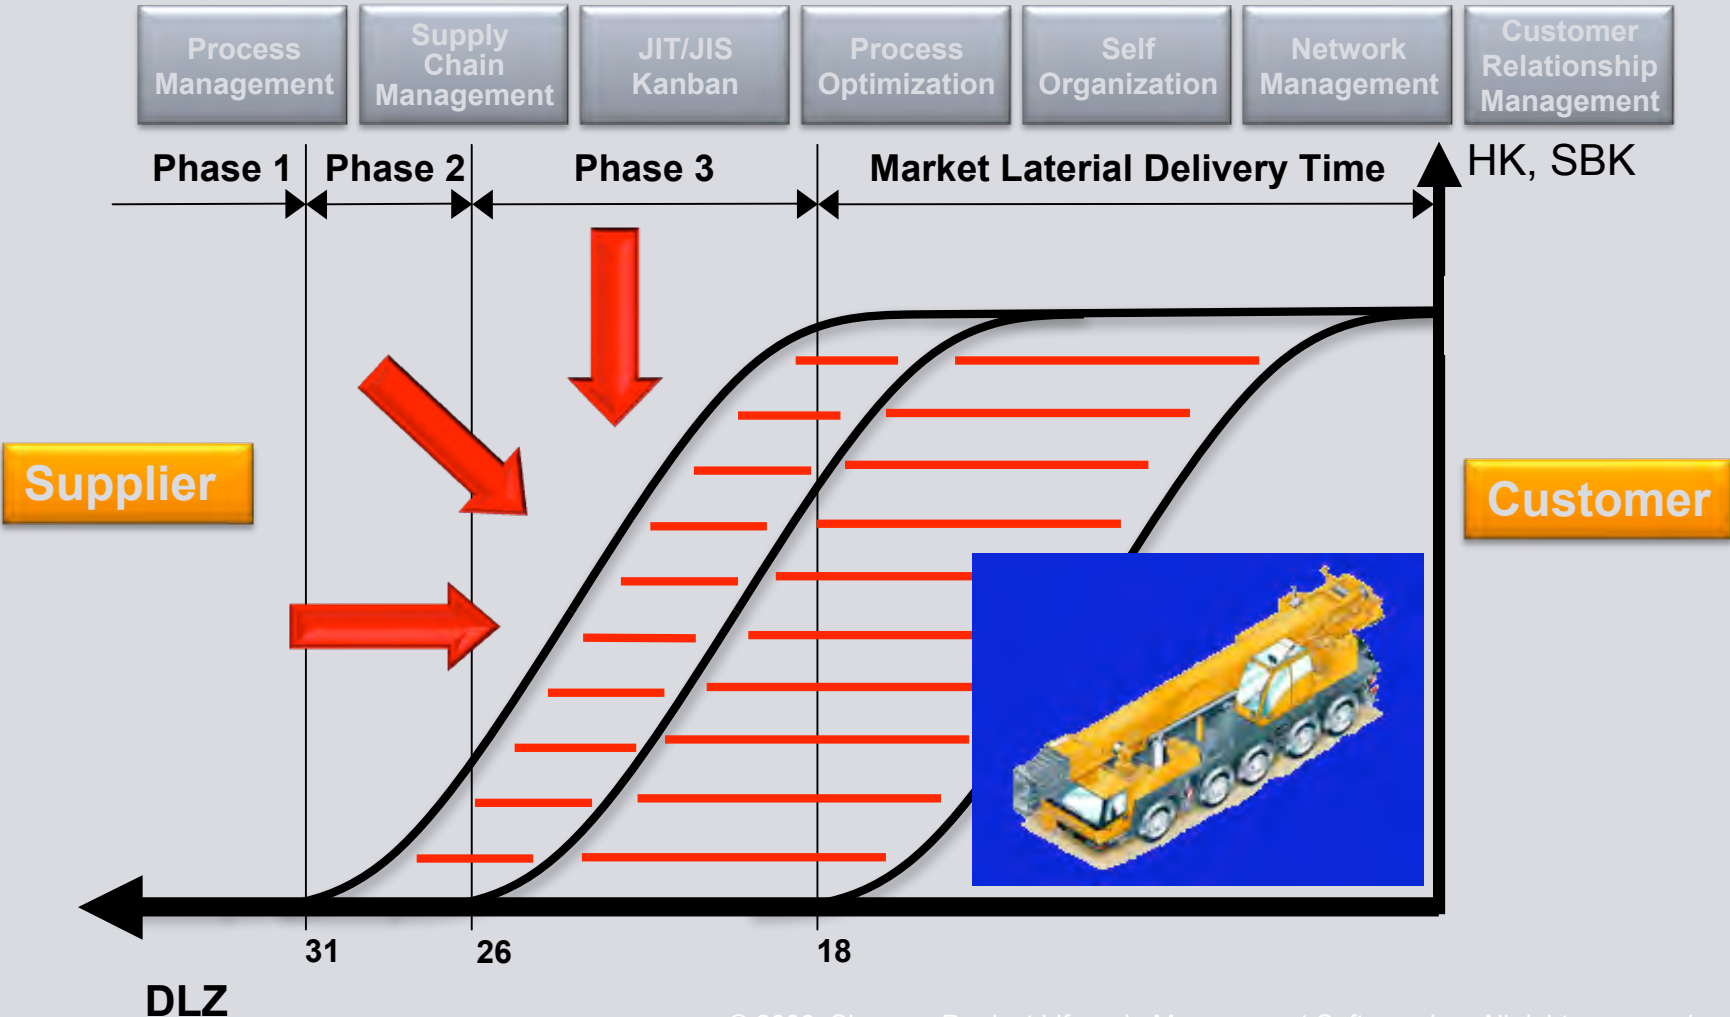 Process
Management
Supply
Chain
Management
JIT/JIS
Kanban
Process
Optimization
Self
Organization
Network
Management
Customer
Relationship
Management
Phase 1
Phase 2
Phase 3
Market Laterial Delivery Time
HK, SBK
Supplier
Customer
31
26
18
DLZ